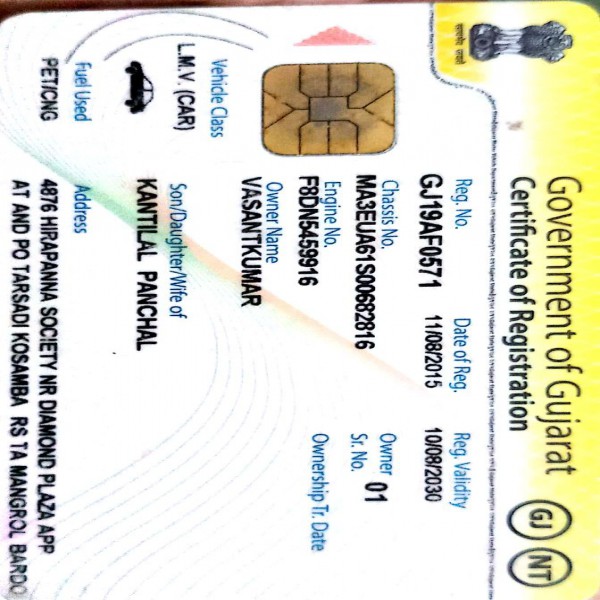 Government of Gujarat
Certificate of Registration
GJ NT
Reg. No. Date of Reg. Reg. Validity
GJ19AF0571 11/08/2015 10/08/2030
Chassis No. Owner Sr. No. 01
MA3EUA61S00682816
Engine No. Ownership Tr. Date
F8DN5459916
Owner Name
VASANTKUMAR
Vehicle Class
L.M.V. (CAR)
Son/Daughter/Wife of
KANTILAL PANCHAL
Fuel Used
PET/CNG
Address
4876 HIRAPANNA SOCIETY NR DIAMOND PLAZA APP
AT AND PO TARSADI KOSAMBA RS TA MANGROL BARDO